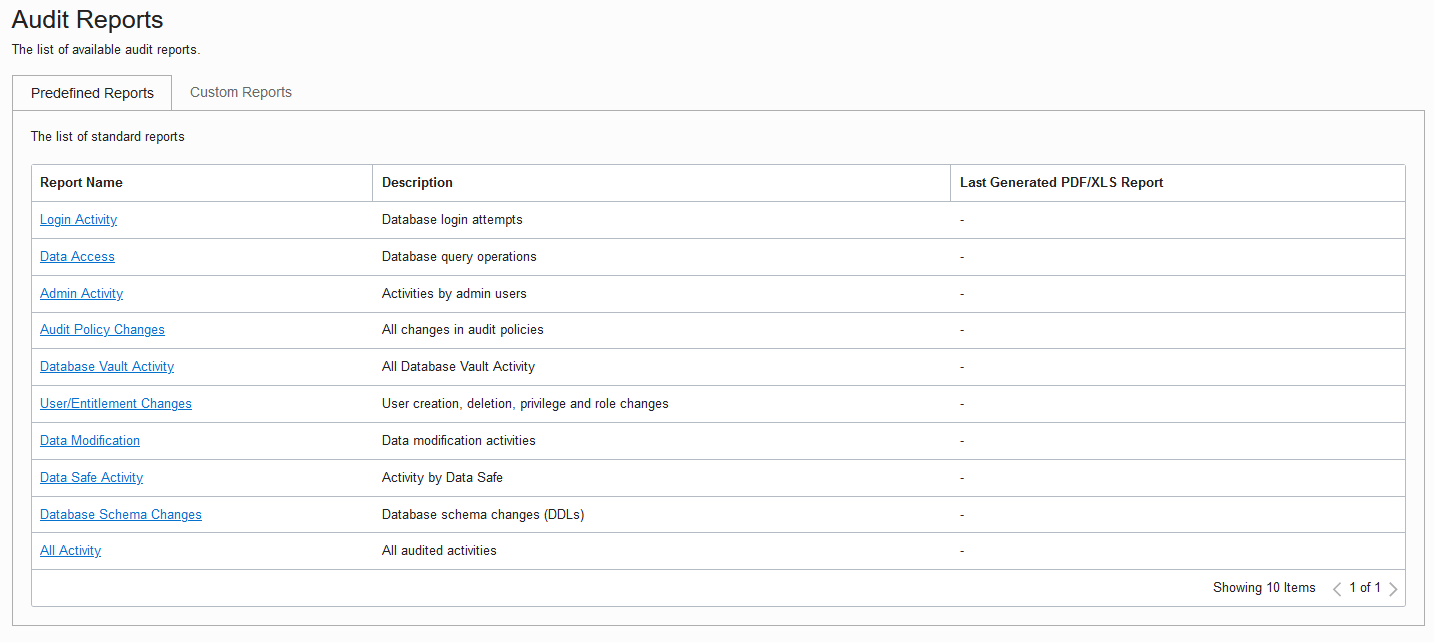 Audit Reports
The list of available audit reports.
Predefined Reports Custom Reports
The list of standard reports
Report Name Description Last Generated PDF/XLS Report
Login Activity Database login attempts -
Data Access Database query operations -
Admin Activity Activities by admin users -
Audit Policy Changes All changes in audit policies -
Database Vault Activity All Database Vault Activity -
User/Entitlement Changes User creation, deletion, privilege and role changes -
Data Modification Data modification activities -
Data Safe Activity Activity by Data Safe -
Database Schema Changes Database schema changes (DDLs) -
All Activity All audited activities -
Showing 10 Items 1 of 1